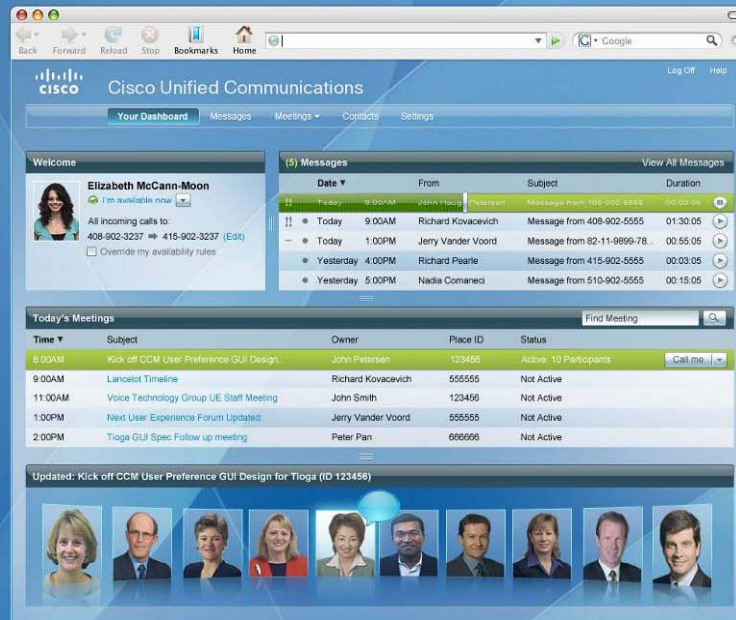 Back Forward Reload Stop Bookmarks Home Google
Log Off Help
CISCO Cisco Unified Communications
Your Dashboard Messages Meetings Contacts Settings
Welcome
Elizabeth McCann-Moon
I'm available now
All incoming calls to:
408-902-3237 ⇒ 415-902-3237 (Edit)
Override my availability rules
(5) Messages View All Messages
Date ▼ From Subject Duration
!! Today 8:00AM John Peterson Message from 408-902-5555
!! Today 9:00AM Richard Kovacevich Message from 408-902-5555 01:30:05
– Today 1:00PM Jerry Vander Voord Message from 82-11-9899-78... 00:55:05
Yesterday 4:00PM Richard Pearle Message from 415-902-5555 00:03:05
Yesterday 5:00PM Nadia Comaneci Message from 510-902-5555 00:15:05
Today's Meetings Find Meeting
Time ▼ Subject Owner Place ID Status
8:00AM Kick off CCM User Preference GUI Design... John Petersen 123456 Active: 10 Participants Call me
9:00AM Lancelot Timeline Richard Kovacevich 555555 Not Active
11:00AM Voice Technology Group UE Staff Meeting John Smith 123456 Not Active
1:00PM Next User Experience Forum Updated: Jerry Vander Voord 555555 Not Active
2:00PM Tioga GUI Spec Follow up meeting Peter Pan 666666 Not Active
Updated: Kick off CCM User Preference GUI Design for Tioga (ID 123456)